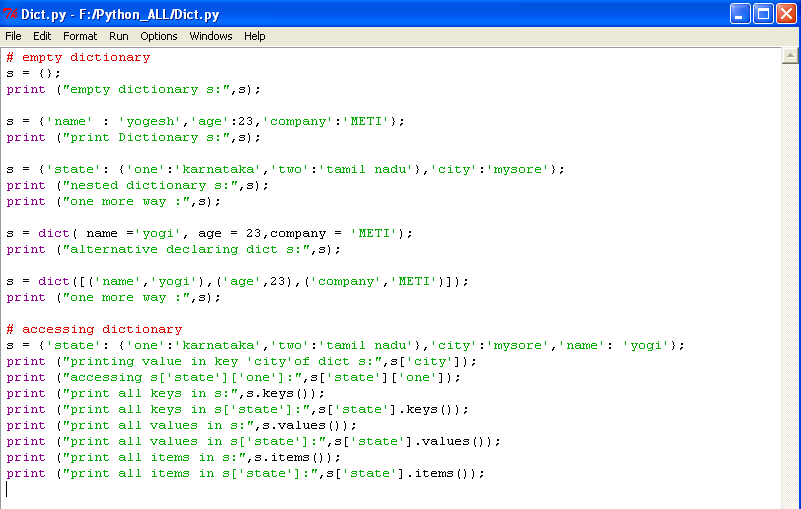 Dict.py - F:/Python_ALL/Dict.py
File Edit Format Run Options Windows Help
# empty dictionary
s = {};
print ("empty dictionary s:",s);
s = {'name' : 'yogesh','age':23,'company':'METI'};
print ("print Dictionary s:",s);
s = {'state': {'one':'karnataka','two':'tamil nadu'},'city':'mysore'};
print ("nested dictionary s:",s);
print ("one more way :",s);
s = dict( name ='yogi', age = 23,company = 'METI');
print ("alternative declaring dict s:",s);
s = dict([('name','yogi'),('age',23),('company','METI')]);
print ("one more way :",s);
# accessing dictionary
s = {'state': {'one':'karnataka','two':'tamil nadu'},'city':'mysore','name': 'yogi'};
print ("printing value in key 'city'of dict s:",s['city']);
print ("accessing s['state']['one']:",s['state']['one']);
print ("print all keys in s:",s.keys());
print ("print all keys in s['state']:",s['state'].keys());
print ("print all values in s:",s.values());
print ("print all values in s['state']:",s['state'].values());
print ("print all items in s:",s.items());
print ("print all items in s['state']:",s['state'].items());